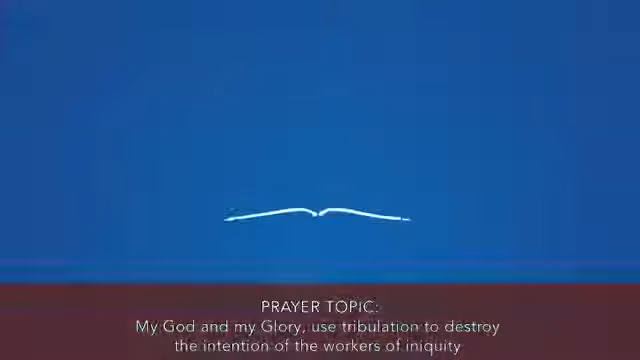 PRAYER TOPIC:
My God and my Glory, use tribulation to destroy
the intention of the workers of iniquity